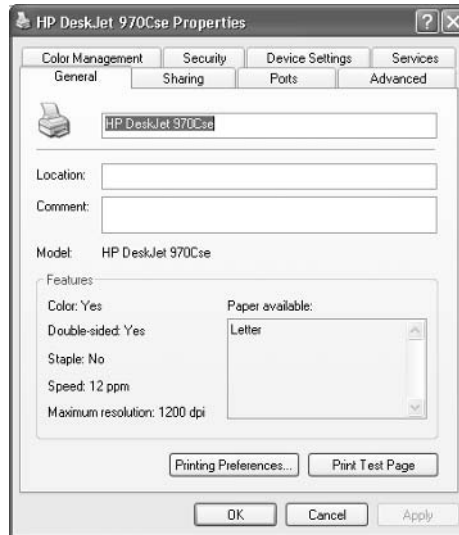 HP DeskJet 970Cse Properties
Color Management Security Device Settings Services
General Sharing Ports Advanced
HP DeskJet 970Cse
Location:
Comment:
Model: HP DeskJet 970Cse
Features
Color: Yes Paper available:
Double-sided: Yes Letter
Staple: No
Speed: 12 ppm
Maximum resolution: 1200 dpi
Printing Preferences... Print Test Page
OK Cancel Apply